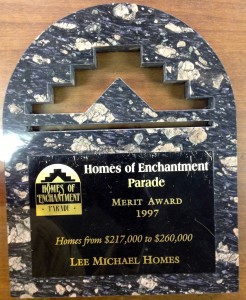 Homes of Enchantment
Parade
HOMES OF
ENCHANTMENT
PARADE
MERIT AWARD
1997
Homes from $217,000 to $260,000
LEE MICHAEL HOMES